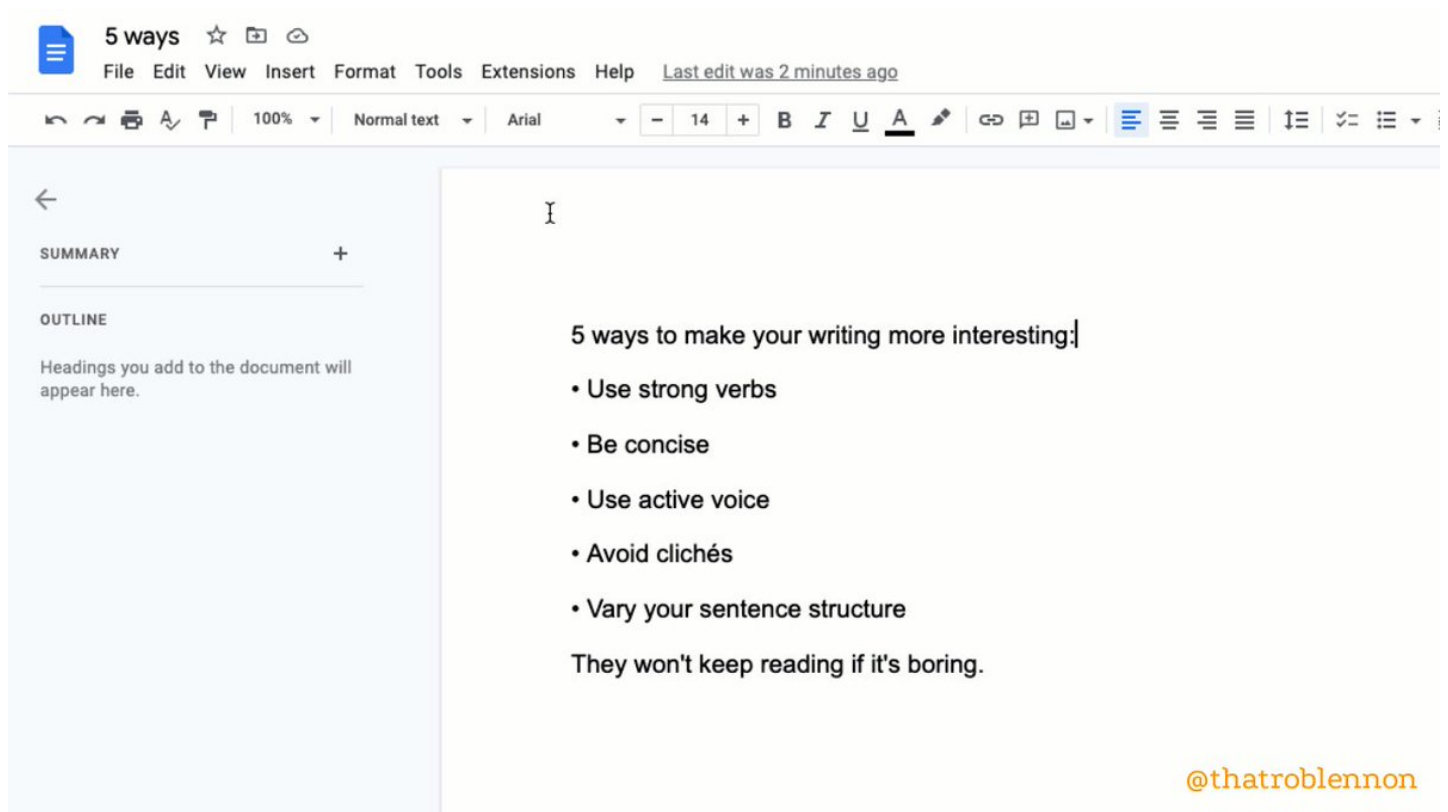 5 ways
File Edit View Insert Format Tools Extensions Help Last edit was 2 minutes ago
100% Normal text Arial − 14 + B I U A
SUMMARY +
OUTLINE
Headings you add to the document will
appear here.
5 ways to make your writing more interesting:
• Use strong verbs
• Be concise
• Use active voice
• Avoid clichés
• Vary your sentence structure
They won't keep reading if it's boring.
@thatroblennon